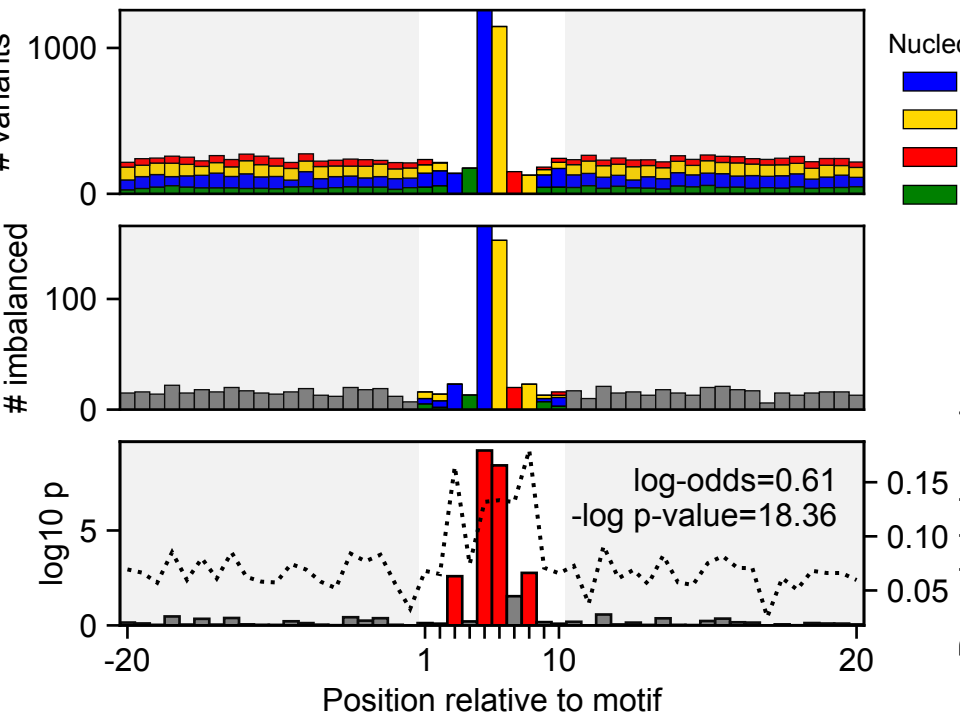 # variants
1000
0
Nucleo
# imbalanced
100
0
log10 p
5
0
log-odds=0.61
-log p-value=18.36
0.15
0.10
0.05
-20
1
10
20
Position relative to motif